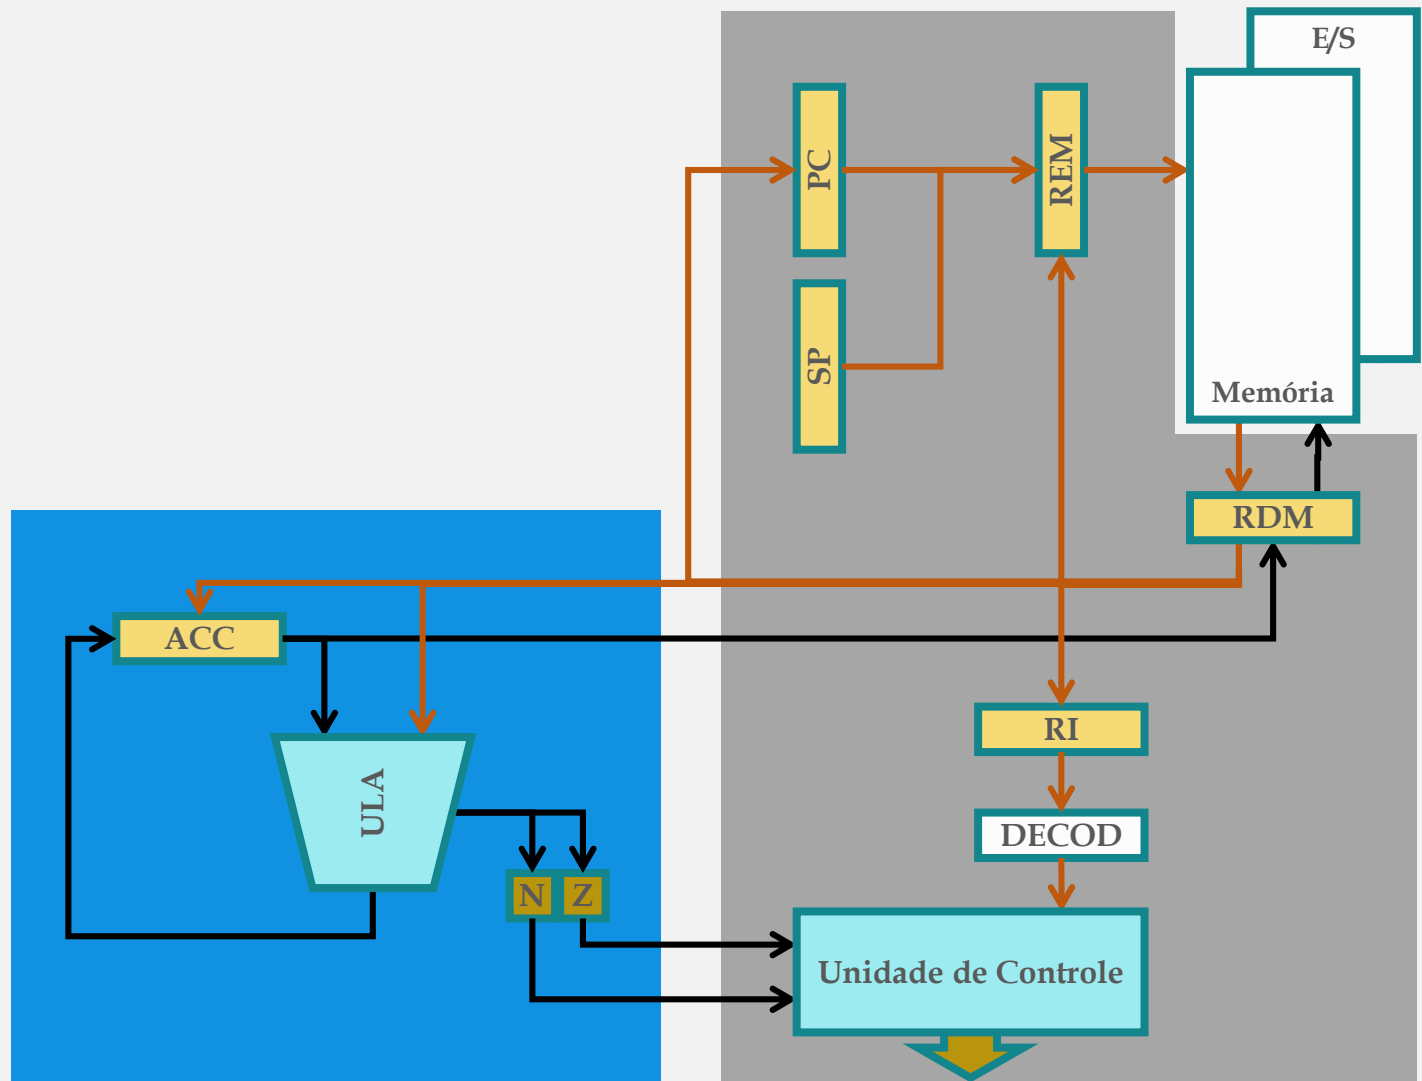 E/S
PC
REM
SP
Memória
RDM
ACC
RI
ULA
DECOD
N
Z
Unidade de Controle